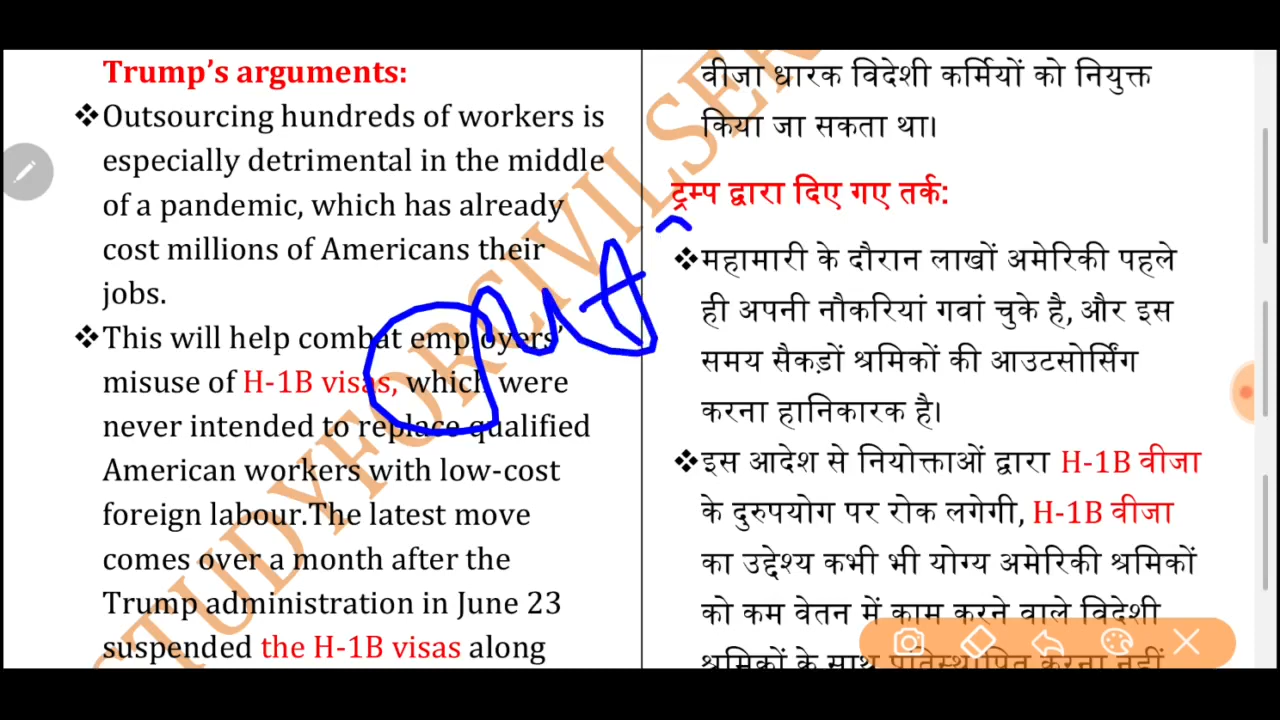 Trump's arguments:
❖Outsourcing hundreds of workers is
especially detrimental in the middle
of a pandemic, which has already
cost millions of Americans their
jobs.
❖This will help combat employers'
misuse of H-1B visas, which were
never intended to replace qualified
American workers with low-cost
foreign labour.The latest move
comes over a month after the
Trump administration in June 23
suspended the H-1B visas along
वीजा धारक विदेशी कर्मियों को नियुक्त
किया जा सकता था।
ट्रम्प द्वारा दिए गए तर्क:
❖महामारी के दौरान लाखों अमेरिकी पहले
ही अपनी नौकरियां गवां चुके है, और इस
समय सैकड़ों श्रमिकों की आउटसोर्सिंग
करना हानिकारक है।
❖इस आदेश से नियोक्ताओं द्वारा H-1B वीजा
के दुरुपयोग पर रोक लगेगी, H-1B वीजा
का उद्देश्य कभी भी योग्य अमेरिकी श्रमिकों
को कम वेतन में काम करने वाले विदेशी
श्रमिकों के साथ प्रतिस्थापित करना नहीं
STUDYFORCIVILSER